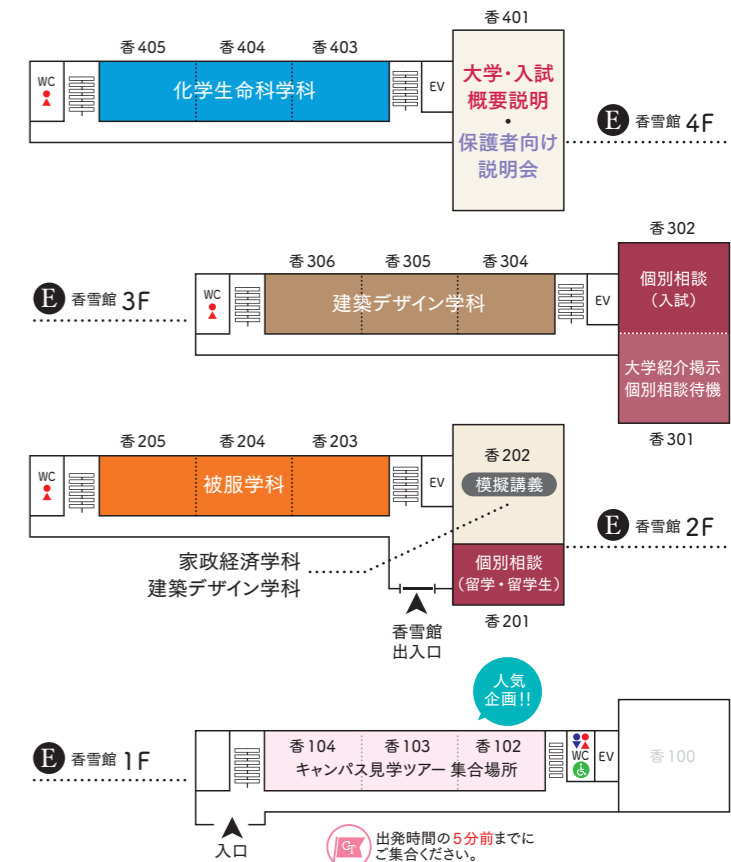 香401
香405 香404 香403
WC
化学生命科学科
EV
大学・入試
概要説明
・
保護者向け
説明会
E 香雪館 4F
香302
香306 香305 香304
E 香雪館 3F
WC
建築デザイン学科
EV
個別相談
（入試）
大学紹介掲示
個別相談待機
香301
香205 香204 香203
WC
被服学科
EV
香202
模擬講義
E 香雪館 2F
家政経済学科
建築デザイン学科
個別相談
（留学・留学生）
香201
香雪館
出入口
人気
企画!!
E 香雪館 1F
香104 香103 香102
キャンパス見学ツアー 集合場所
WC
EV
香100
入口
CT
出発時間の5分前までに
ご集合ください。